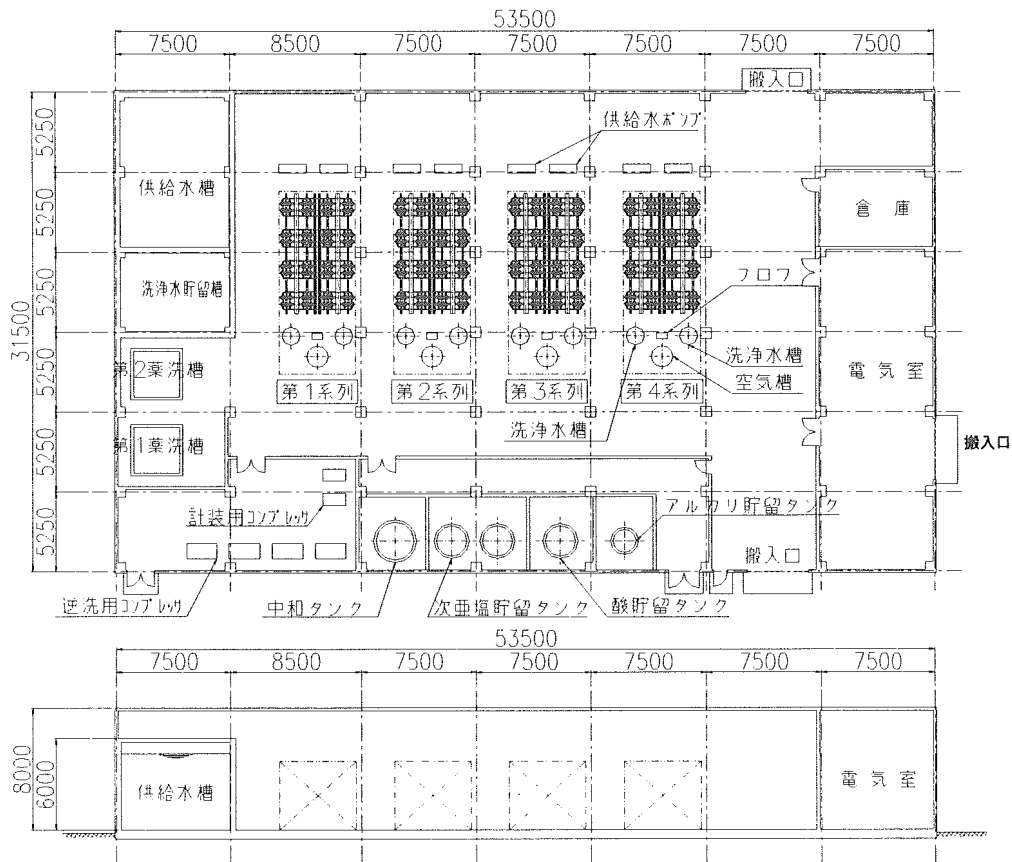 53500
7500 8500 7500 7500 7500 7500 7500
搬入口
供給水ポンプ
5250
5250
5250
5250
5250
5250
31500
供給水槽
倉庫
洗浄水貯留槽
ブロワ
第2薬洗槽
洗浄水槽
空気槽
電気室
第1系列 第2系列 第3系列 第4系列
洗浄水槽
第1薬洗槽
搬入口
計装用コンプレッサ
アルカリ貯留タンク
搬入口
逆洗用コンプレッサ
中和タンク
次亜塩貯留タンク
酸貯留タンク
53500
7500 8500 7500 7500 7500 7500 7500
8000
6000
供給水槽
電気室